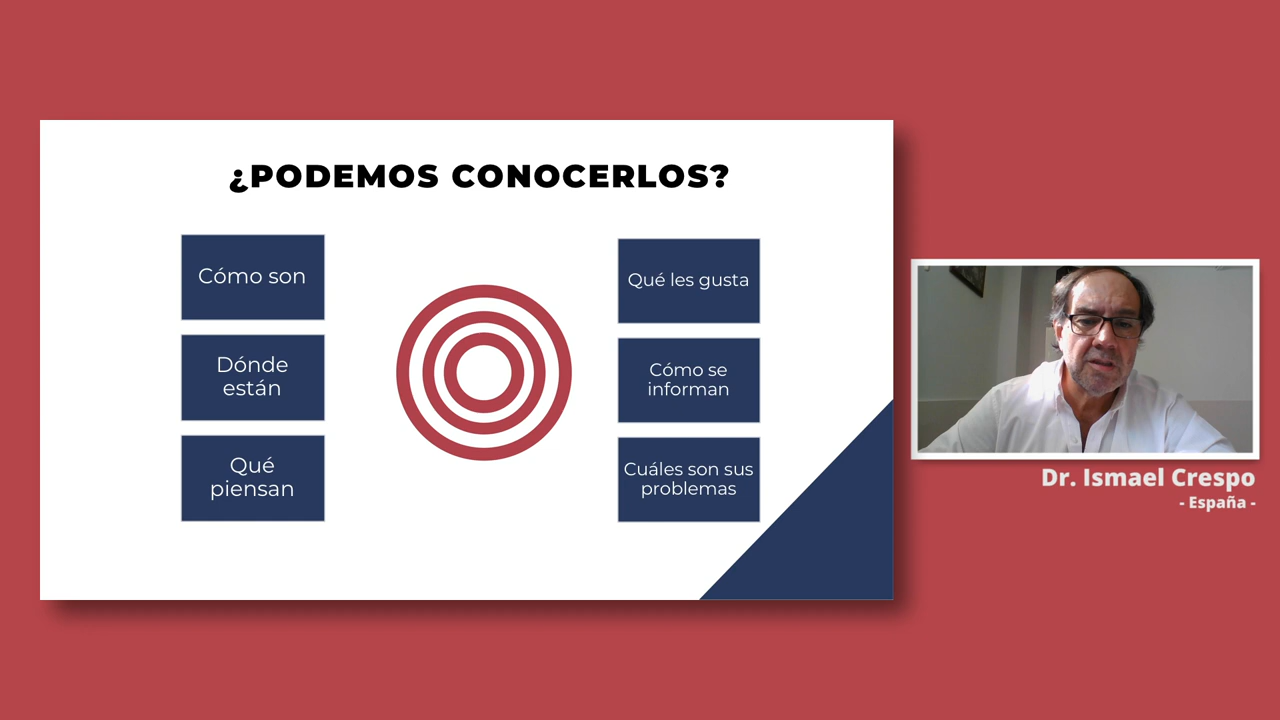 ¿PODEMOS CONOCERLOS?
Cómo son
Dónde
están
Qué
piensan
Qué les gusta
Cómo se
informan
Cuáles son sus
problemas
Dr. Ismael Crespo
- España -